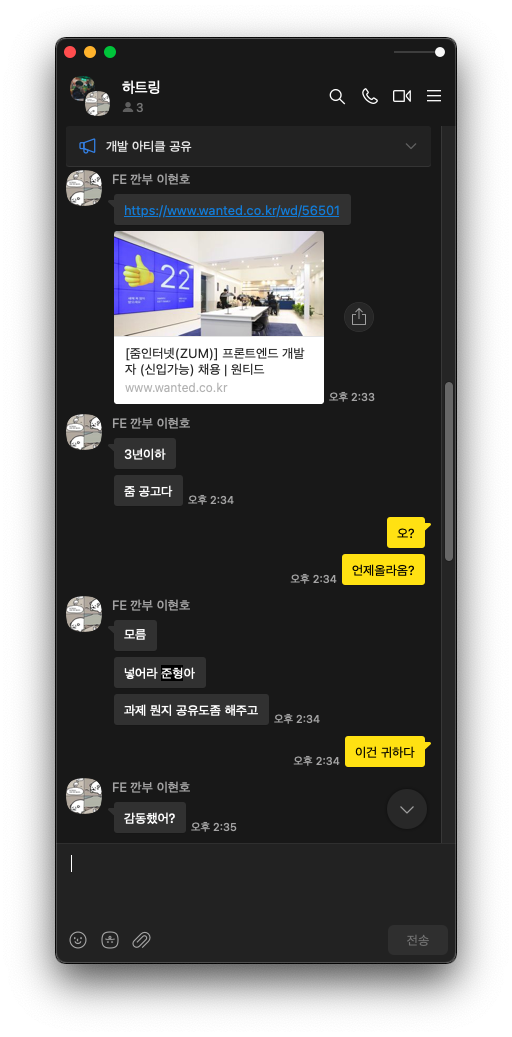 하트링
3
개발 아티클 공유
FE 깐부 이현호
https://www.wanted.co.kr/wd/56501
22
[줌인터넷(ZUM)] 프론트엔드 개발
자 (신입가능) 채용 | 원티드
www.wanted.co.kr
오후 2:33
FE 깐부 이현호
3년이하
줌 공고다
오후 2:34
오?
언제올라옴?
오후 2:34
FE 깐부 이현호
모름
넣어라 준형아
과제 뭔지 공유도좀 해주고
오후 2:34
이건 귀하다
오후 2:34
FE 깐부 이현호
감동했어?
오후 2:35
전송